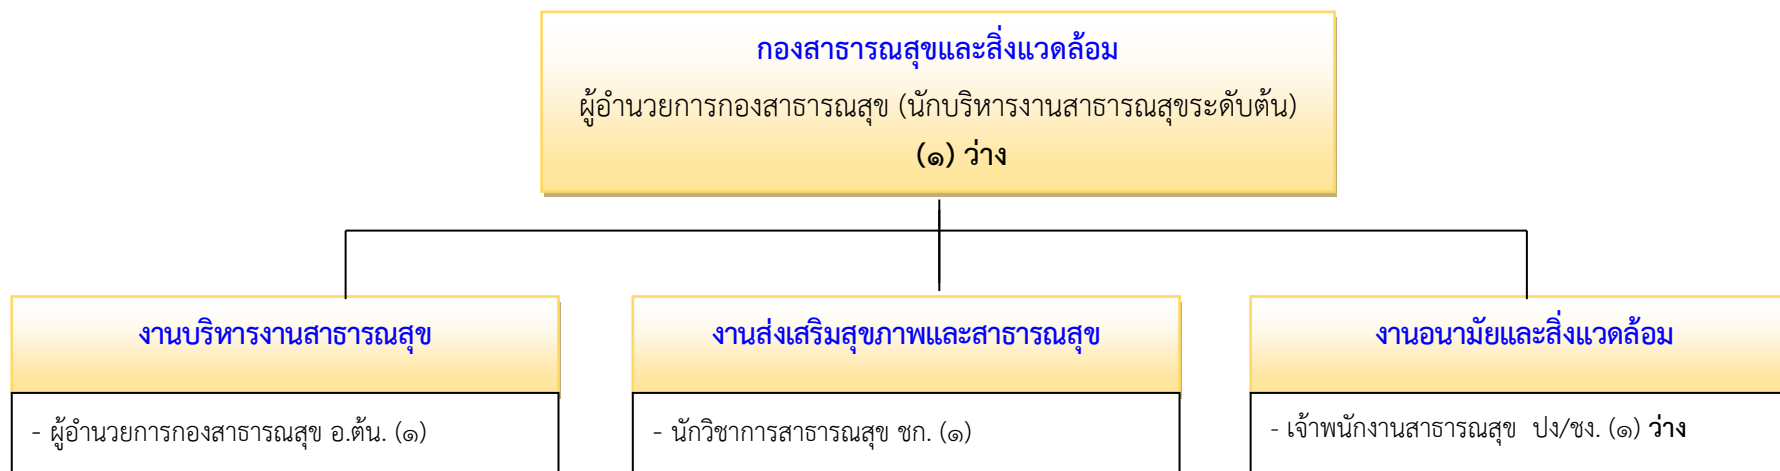 กองสาธารณสุขและสิ่งแวดล้อม
ผู้อำนวยการกองสาธารณสุข (นักบริหารงานสาธารณสุขระดับต้น)
(๑) ว่าง
งานบริหารงานสาธารณสุข
- ผู้อำนวยการกองสาธารณสุข อ.ต้น. (๑)
งานส่งเสริมสุขภาพและสาธารณสุข
- นักวิชาการสาธารณสุข ชก. (๑)
งานอนามัยและสิ่งแวดล้อม
- เจ้าพนักงานสาธารณสุข ปง/ชง. (๑) ว่าง